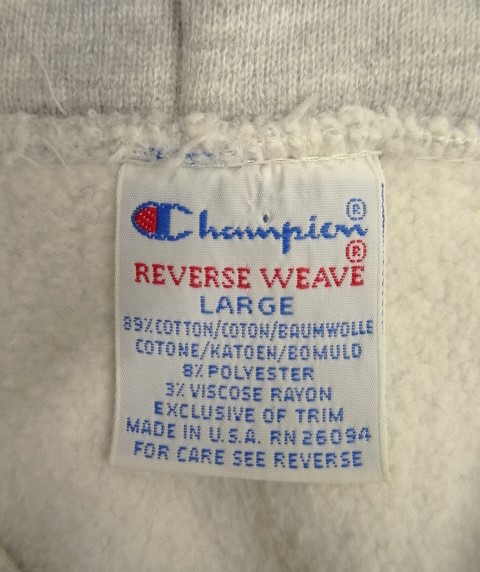 Champion®
REVERSE WEAVE®
LARGE
89% COTTON/COTON/BAUMWOLLE
COTONE/KATOEN/BOMULD
8% POLYESTER
3% VISCOSE RAYON
EXCLUSIVE OF TRIM
MADE IN U.S.A. RN 26094
FOR CARE SEE REVERSE